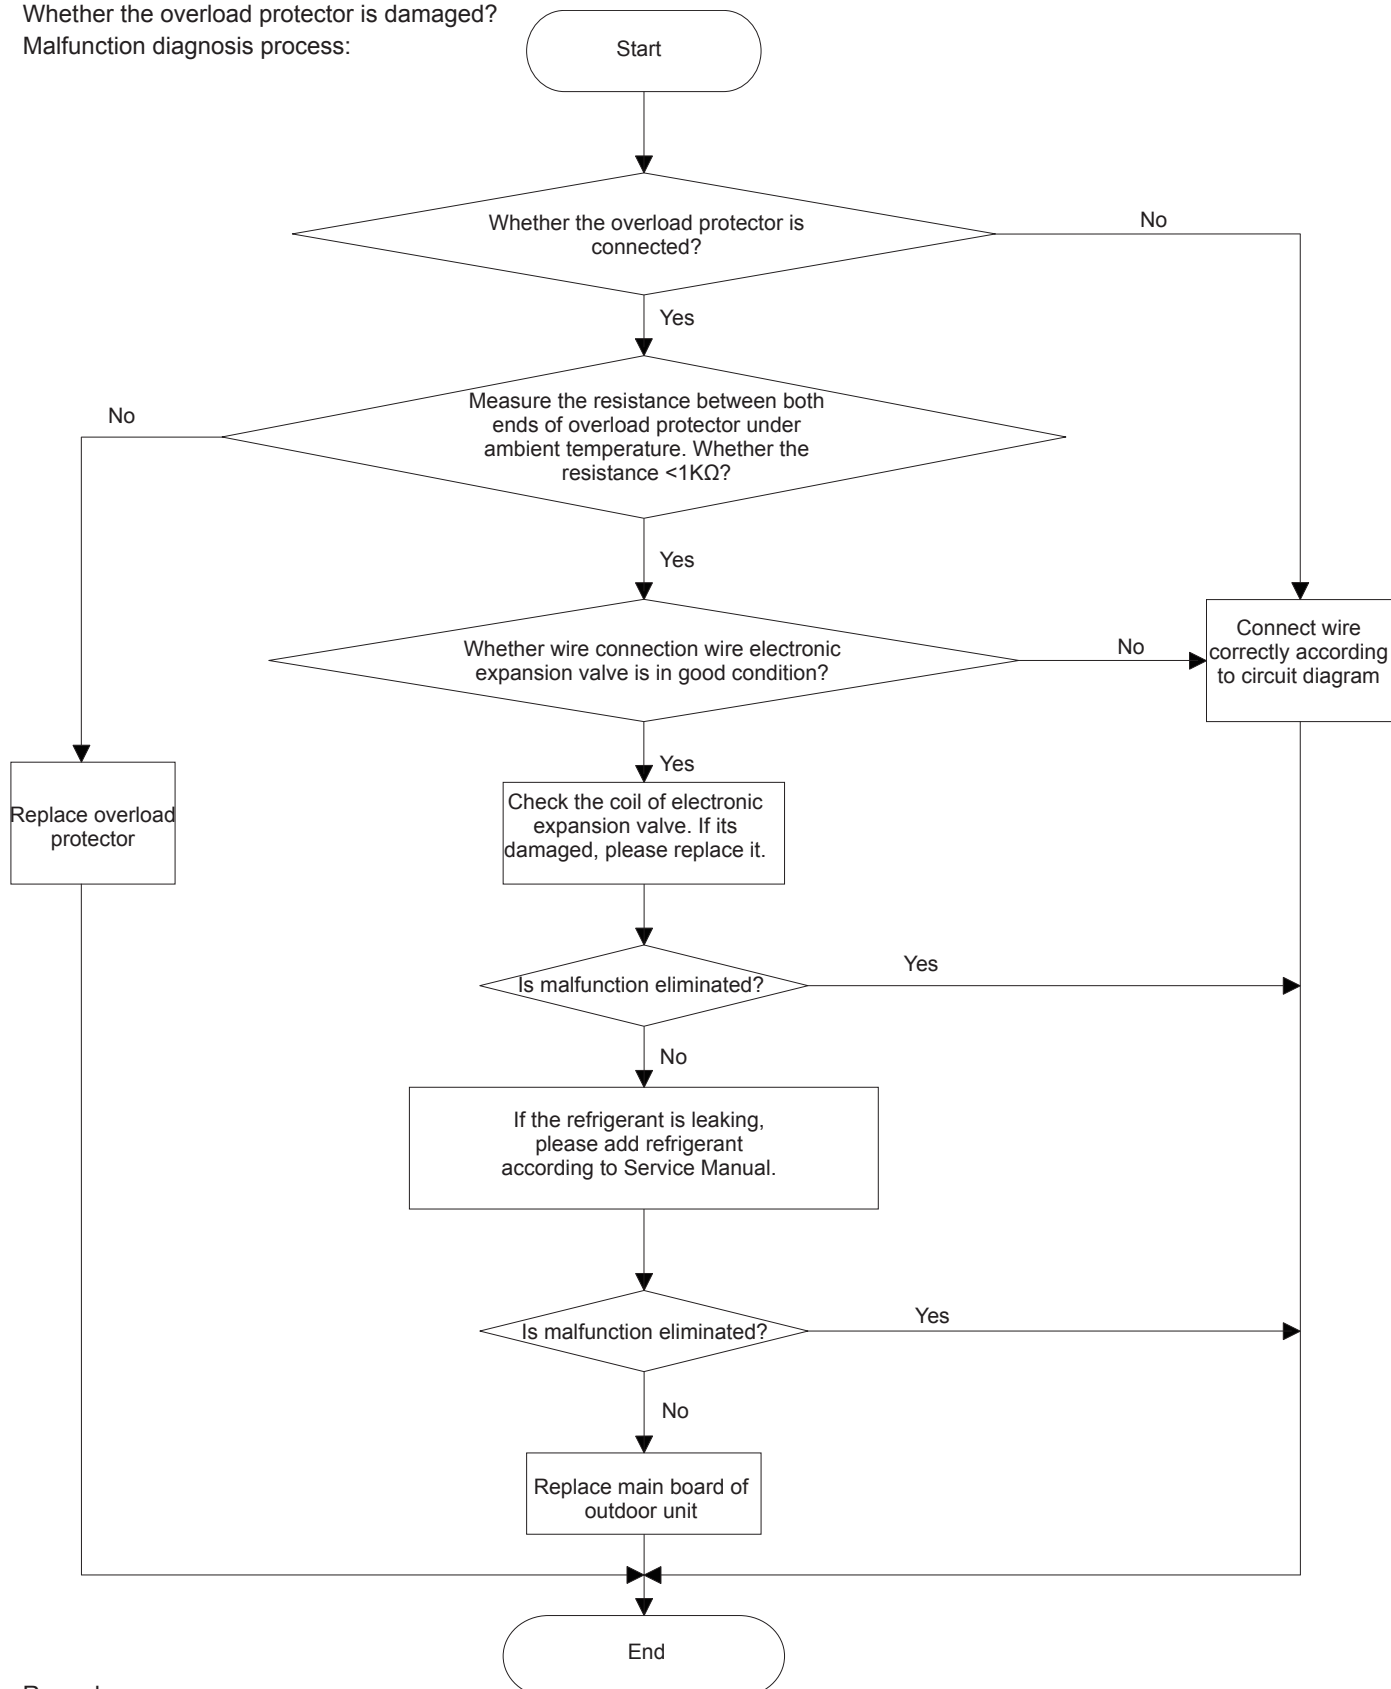 Whether the overload protector is damaged?
Malfunction diagnosis process:
Start
Whether the overload protector is
connected?
No
Yes
Measure the resistance between both
ends of overload protector under
ambient temperature. Whether the
resistance <1KΩ?
No
Yes
Whether wire connection wire electronic
expansion valve is in good condition?
No
Connect wire
correctly according
to circuit diagram
Yes
Replace overload
protector
Check the coil of electronic
expansion valve. If its
damaged, please replace it.
Is malfunction eliminated?
Yes
No
If the refrigerant is leaking,
please add refrigerant
according to Service Manual.
Is malfunction eliminated?
Yes
No
Replace main board of
outdoor unit
End